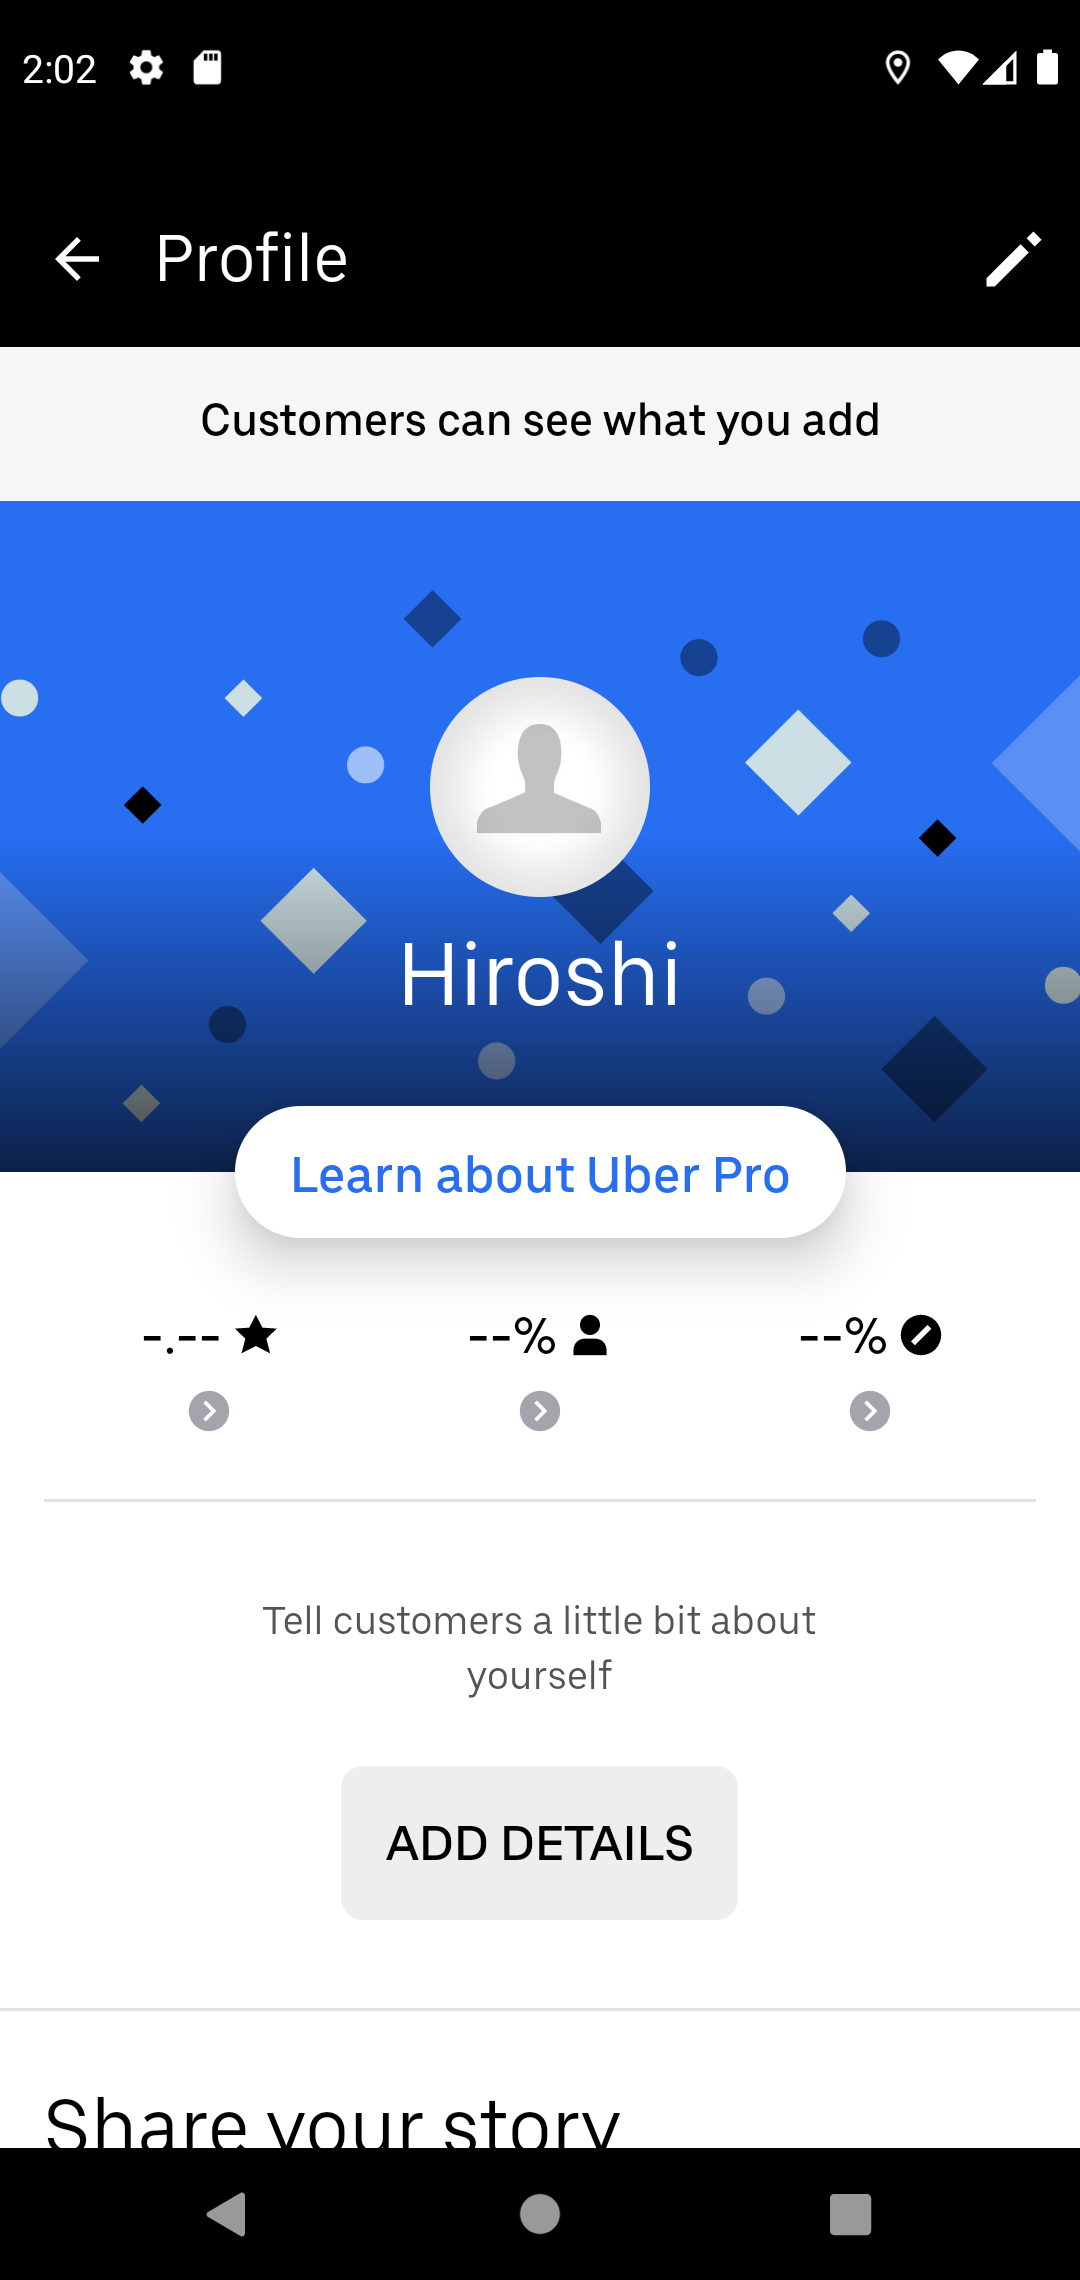 2:02
Profile
Customers can see what you add
Hiroshi
Learn about Uber Pro
-.--
--%
--%
Tell customers a little bit about
yourself
ADD DETAILS
Share your story